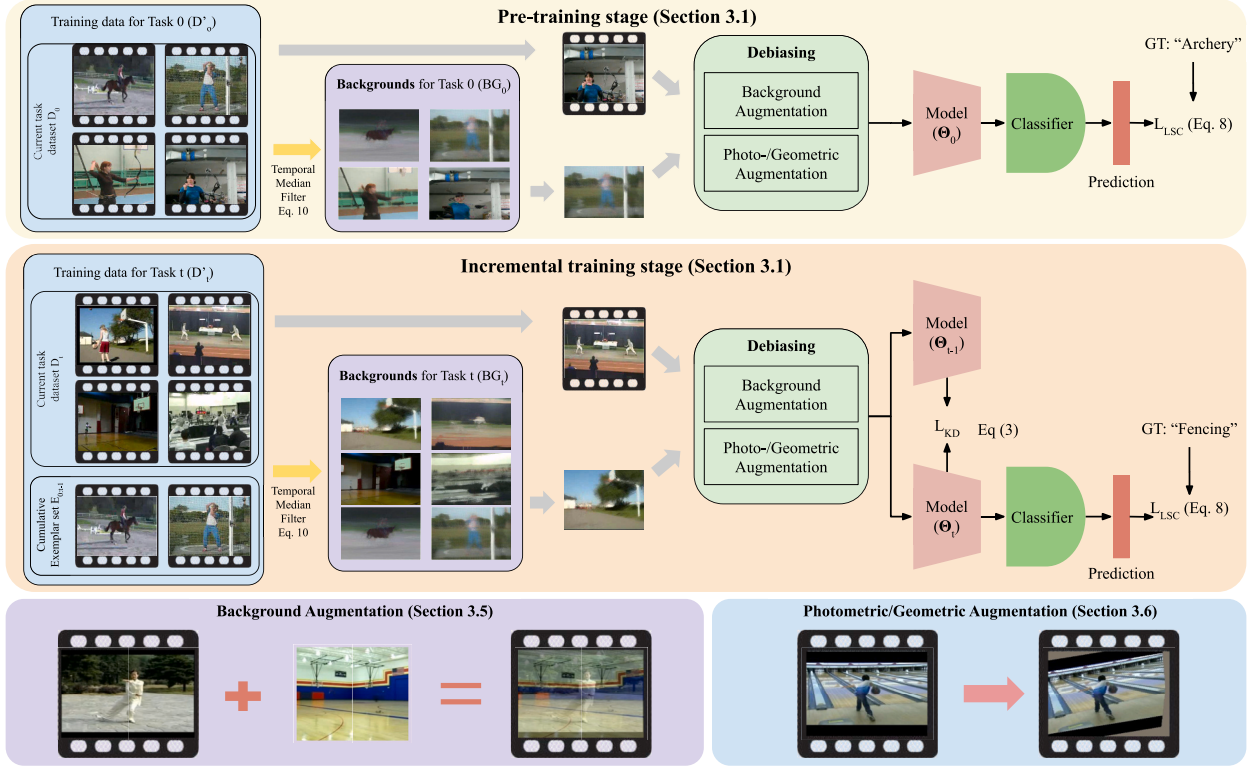 Pre-training stage (Section 3.1)
Training data for Task 0 (D'o)
Current task
dataset D0
Temporal
Median
Filter
Eq. 10
Backgrounds for Task 0 (BG0)
Debiasing
Background
Augmentation
Photo-/Geometric
Augmentation
Model
(Θ0)
Classifier
Prediction
GT: “Archery”
LLSC (Eq. 8)
Incremental training stage (Section 3.1)
Training data for Task t (D't)
Current task
dataset Dt
Cumulative
Exemplar set E0:t-1
Temporal
Median
Filter
Eq. 10
Backgrounds for Task t (BGt)
Debiasing
Background
Augmentation
Photo-/Geometric
Augmentation
Model
(Θt-1)
LKD Eq (3)
Model
(Θt)
Classifier
Prediction
GT: “Fencing”
LLSC (Eq. 8)
Background Augmentation (Section 3.5)
Photometric/Geometric Augmentation (Section 3.6)